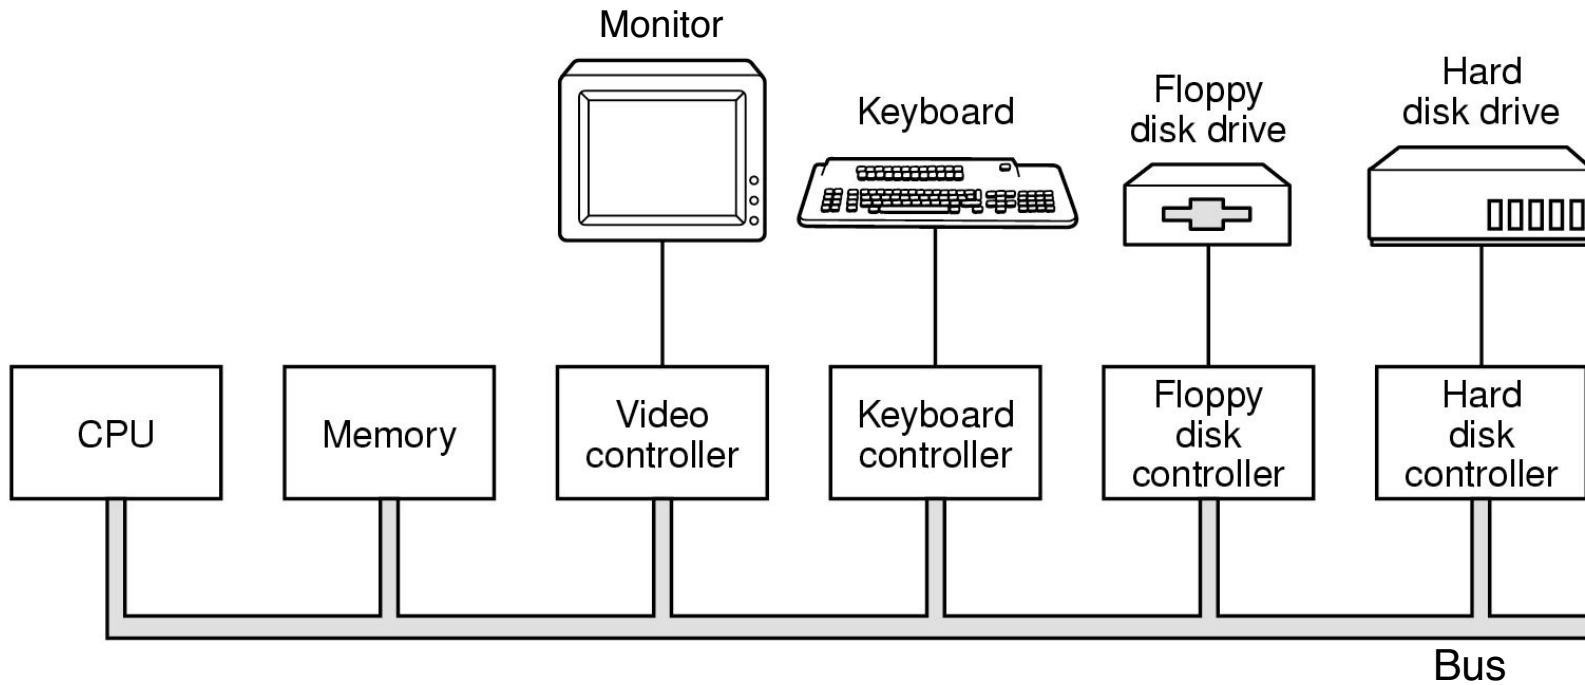 Monitor
Keyboard
Floppy
disk drive
Hard
disk drive
CPU
Memory
Video
controller
Keyboard
controller
Floppy
disk
controller
Hard
disk
controller
Bus